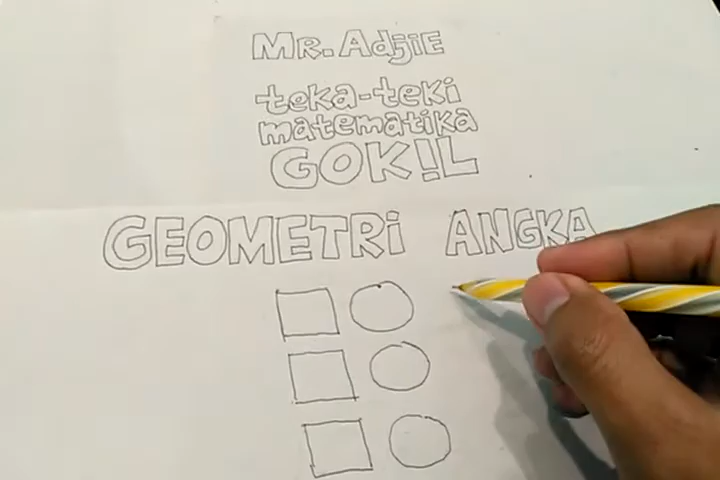 Mr. AdjiE
teka-teki
matematika
GOK!L
GEOMETRi ANGKA